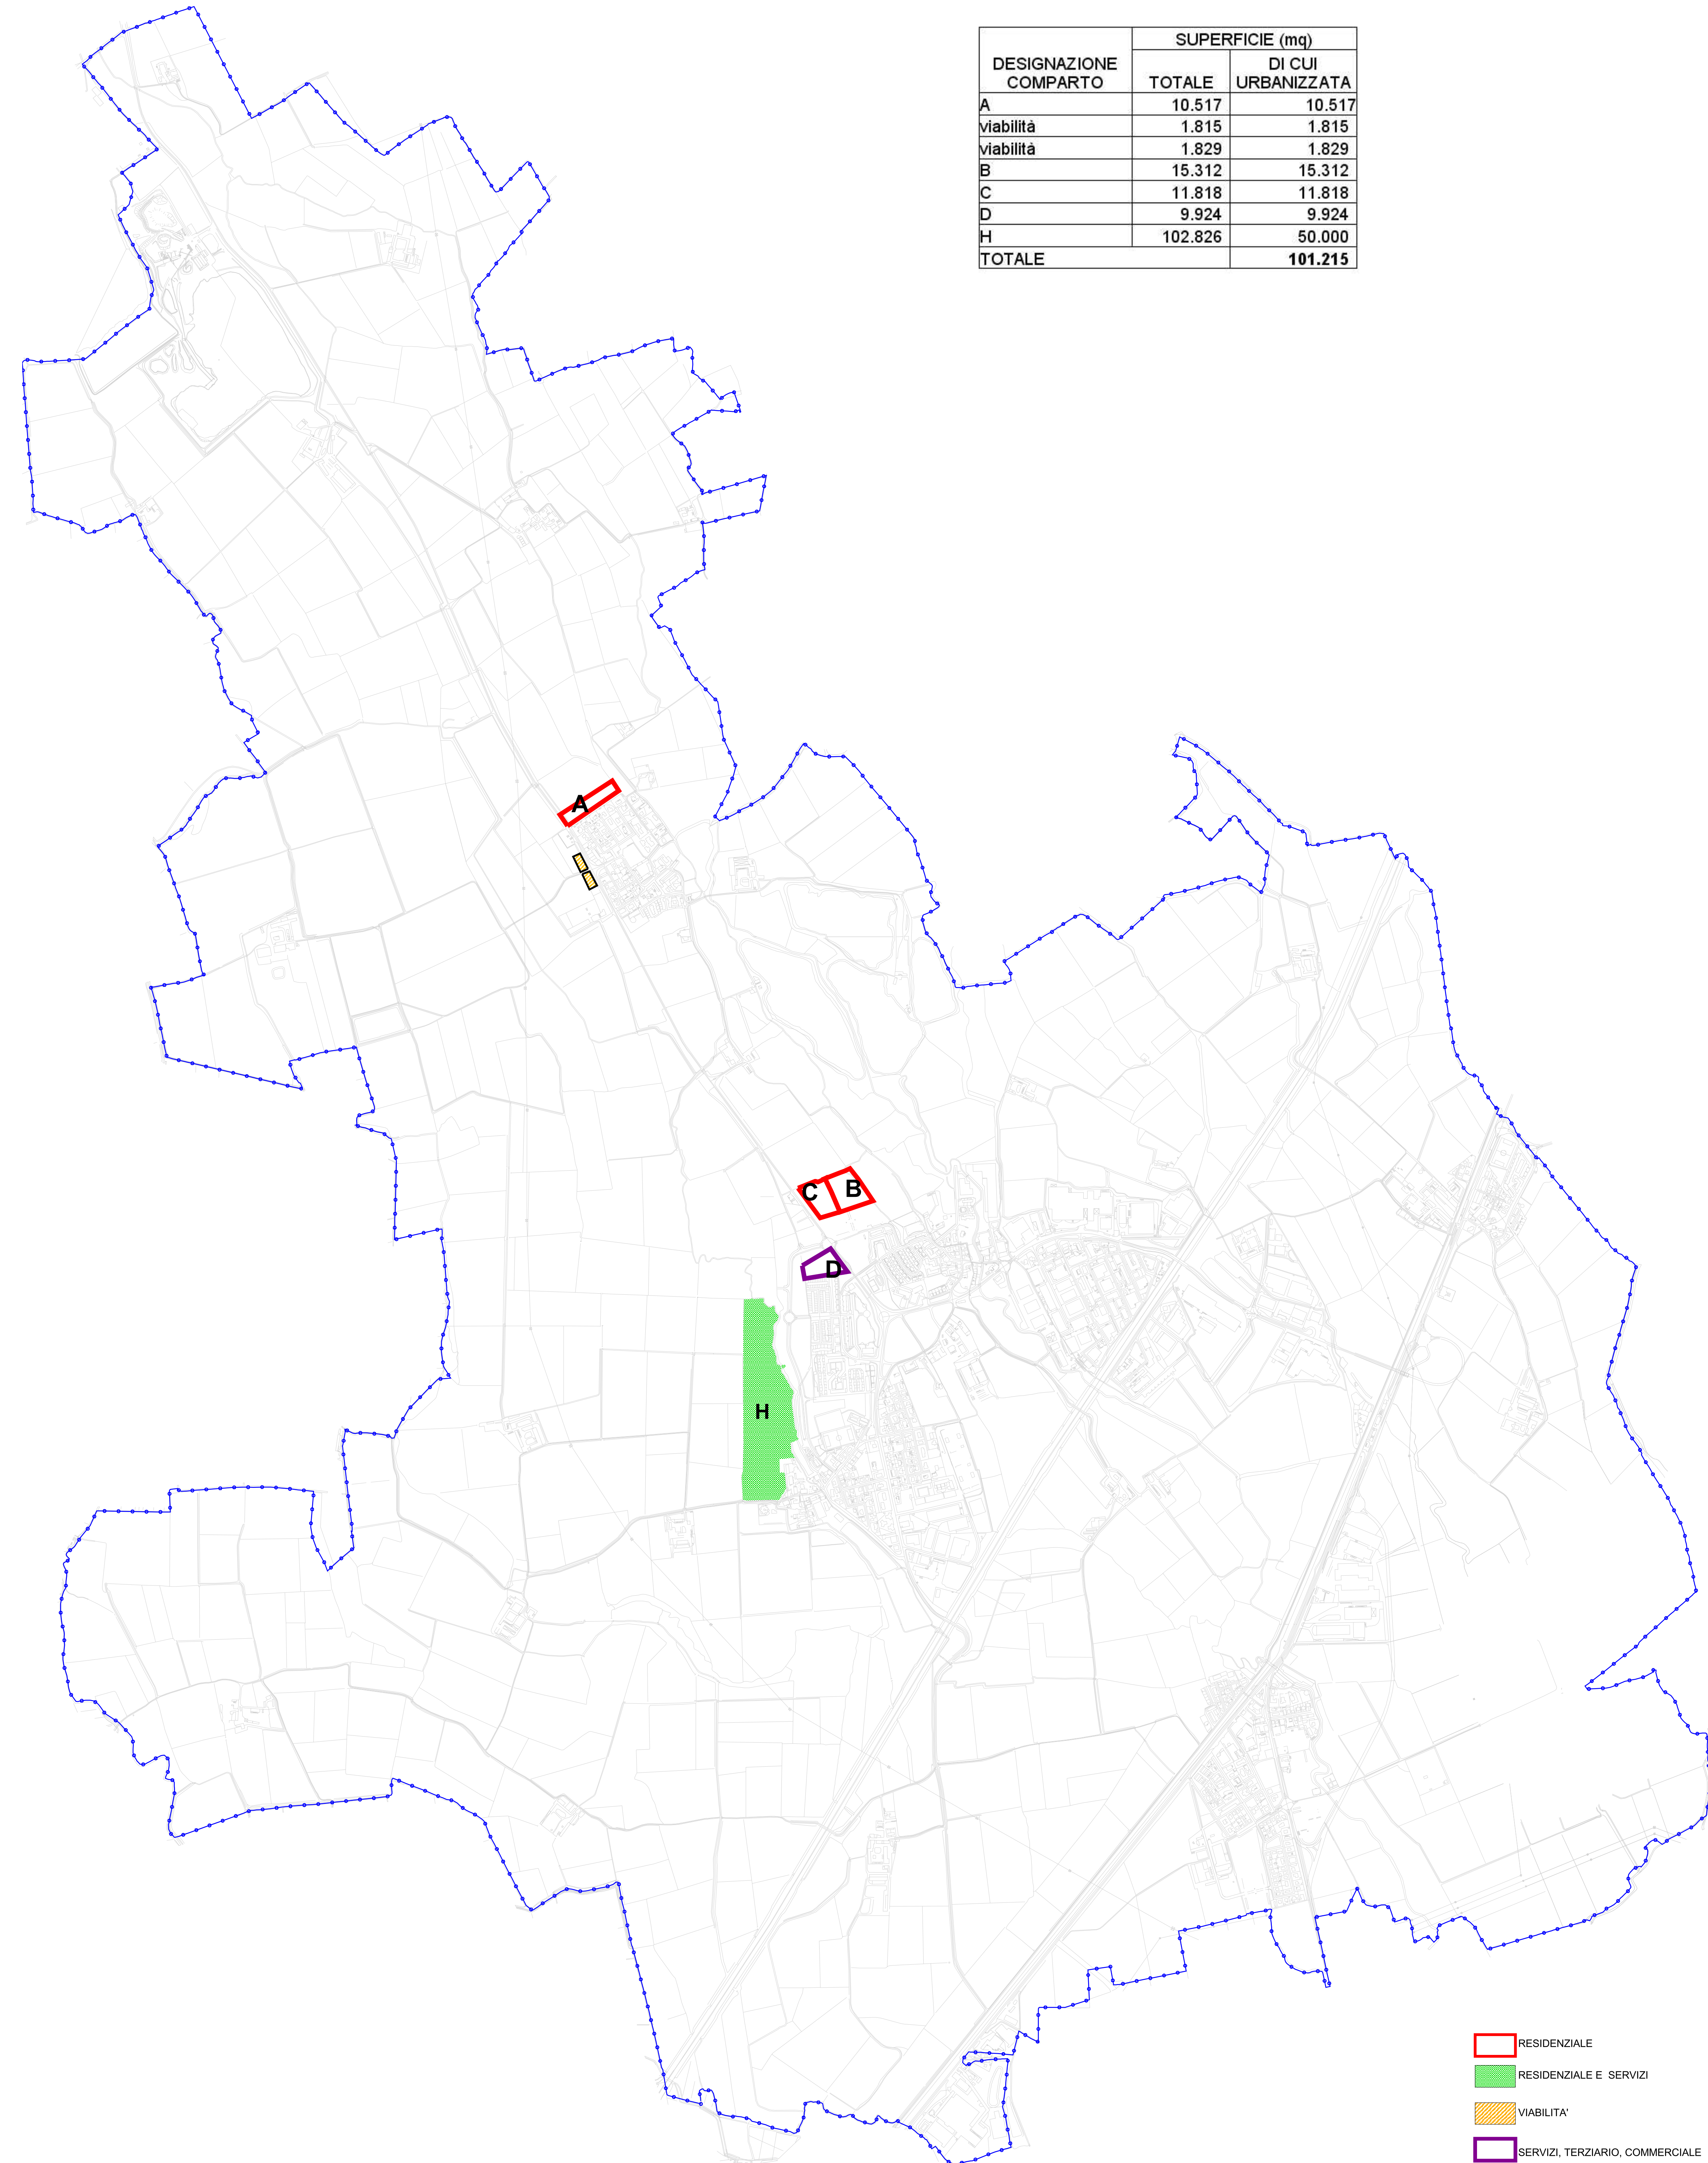 SUPERFICIE (mq)
DESIGNAZIONE COMPARTO TOTALE DI CUI URBANIZZATA
A 10.517 10.517
viabilità 1.815 1.815
viabilità 1.829 1.829
B 15.312 15.312
C 11.818 11.818
D 9.924 9.924
H 102.826 50.000
TOTALE 101.215
A
C
B
D
H
RESIDENZIALE
RESIDENZIALE E SERVIZI
VIABILITA'
SERVIZI, TERZIARIO, COMMERCIALE